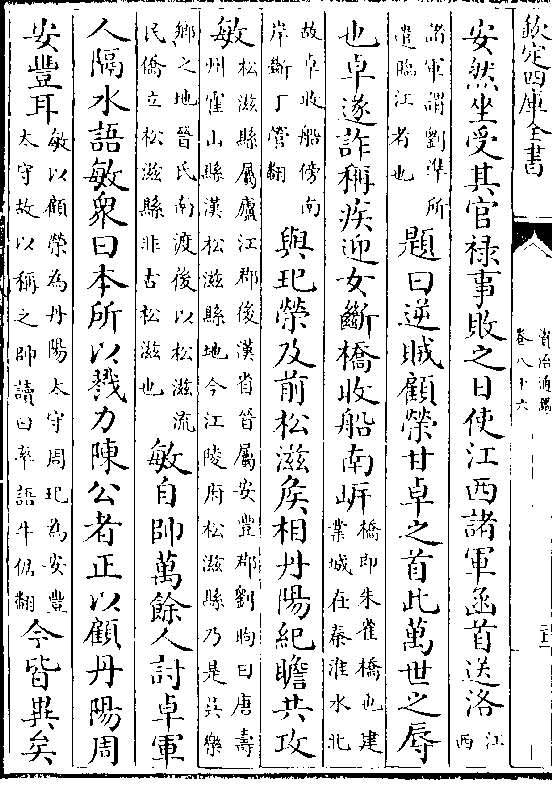 欽定四庫全書
資治通鑑
卷八十六
安然坐受其官禄事敗之日使江西諸軍函首送洛江西
諸軍謂劉準所遣臨江者也題曰逆賊顧榮甘卓之首此萬世之辱
也卓遂詐稱疾迎女斷橋收船南㟁橋即朱雀橋也建業城在秦淮水北
故卓收船傍南岸斷丁管翻與玘榮及前松滋侯相丹陽紀瞻共攻
敏松滋縣屬廬江郡後漢省晉屬安豐郡劉昫曰唐壽州霍山縣漢松滋縣地今江陵府松滋縣乃是吳樂
鄉之地晉氏南渡後以松滋流民僑立松滋縣非古松滋也敏自帥萬餘人討卓軍
人隔水語敏衆曰本所以戮力陳公者正以顧丹陽周
安豐耳敏以顧榮為丹陽太守周玘為安豐太守故以稱之帥讀曰率語牛倨翻今皆異矣